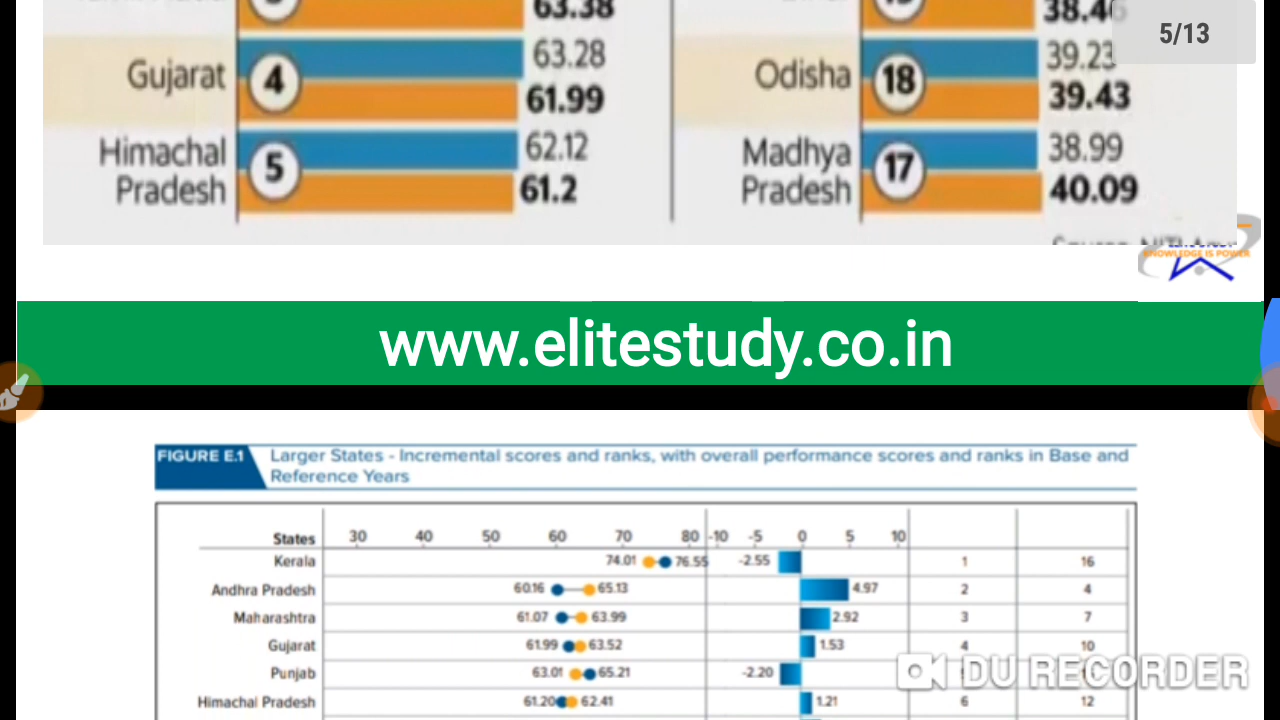 63.38
38.46
5/13
Gujarat 4 63.28
61.99
Odisha 18 39.23
39.43
Himachal Pradesh 5 62.12
61.2
Madhya Pradesh 17 38.99
40.09
KNOWLEDGE IS POWER
www.elitestudy.co.in
FIGURE E.1 Larger States - Incremental scores and ranks, with overall performance scores and ranks in Base and
Reference Years
States 30 40 50 60 70 80 -10 -5 0 5 10
Kerala 74.01 76.55 -2.55 1 16
Andhra Pradesh 60.16 65.13 4.97 2 4
Maharashtra 61.07 63.99 2.92 3 7
Gujarat 61.99 63.52 1.53 4 10
Punjab 63.01 65.21 -2.20
Himachal Pradesh 61.20 62.41 1.21 6 12
DU RECORDER